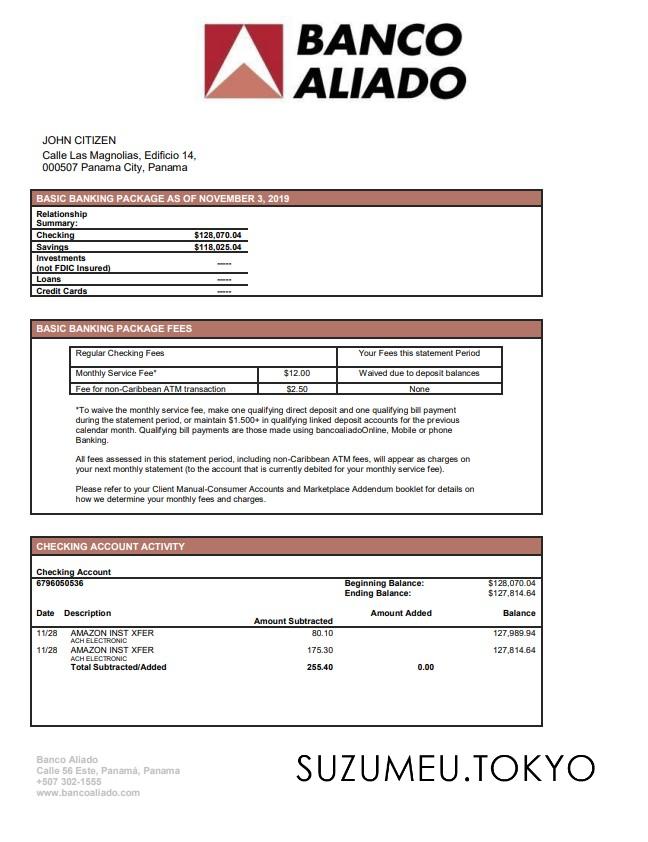 BANCO
ALIADO
JOHN CITIZEN
Calle Las Magnolias, Edificio 14,
000507 Panama City, Panama
BASIC BANKING PACKAGE AS OF NOVEMBER 3, 2019
Relationship
Summary:
Checking $128,070.04
Savings $118,025.04
Investments
(not FDIC Insured) -----
Loans -----
Credit Cards -----
BASIC BANKING PACKAGE FEES
Regular Checking Fees Your Fees this statement Period
Monthly Service Fee* $12.00 Waived due to deposit balances
Fee for non-Caribbean ATM transaction $2.50 None
*To waive the monthly service fee, make one qualifying direct deposit and one qualifying bill payment
during the statement period, or maintain $1.500+ in qualifying linked deposit accounts for the previous
calendar month. Qualifying bill payments are those made using bancoaliadoOnline, Mobile or phone
Banking.
All fees assessed in this statement period, including non-Caribbean ATM fees, will appear as charges on
your next monthly statement (to the account that is currently debited for your monthly service fee).
Please refer to your Client Manual-Consumer Accounts and Marketplace Addendum booklet for details on
how we determine your monthly fees and charges.
CHECKING ACCOUNT ACTIVITY
Checking Account
6796050536 Beginning Balance: $128,070.04
Ending Balance: $127,814.64
Date Description Amount Subtracted Amount Added Balance
11/28 AMAZON INST XFER 80.10 127,989.94
ACH ELECTRONIC
11/28 AMAZON INST XFER 175.30 127,814.64
ACH ELECTRONIC
Total Subtracted/Added 255.40 0.00
Banco Aliado
Calle 56 Este, Panamá, Panama
+507 302-1555
www.bancoaliado.com
SUZUMEU.TOKYO